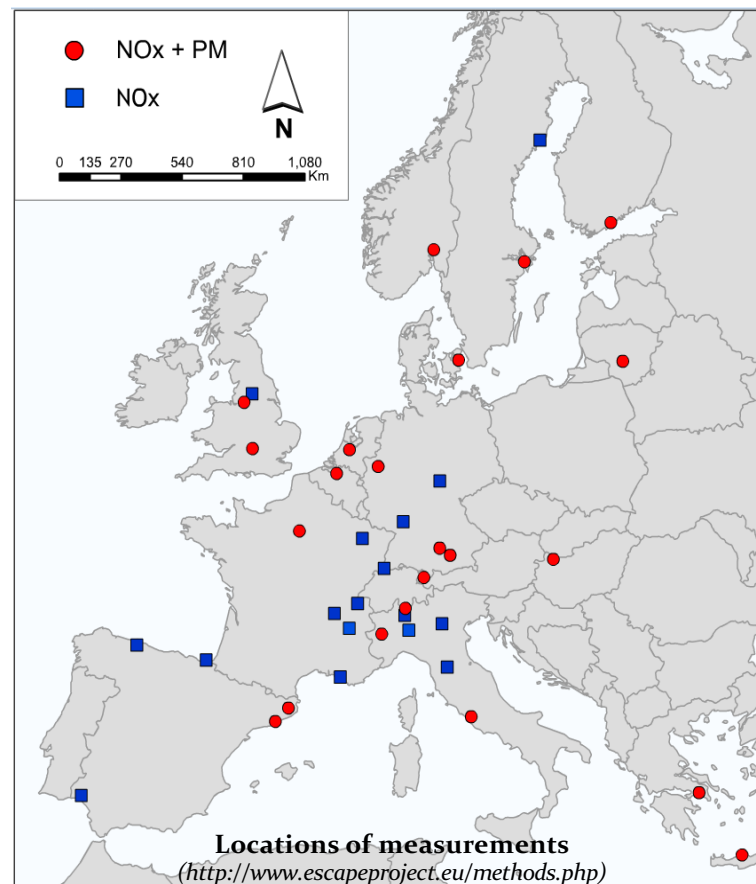 NOx + PM
NOx
N
0 135 270 540 810 1,080
Km
Locations of measurements
(http://www.escapeproject.eu/methods.php)